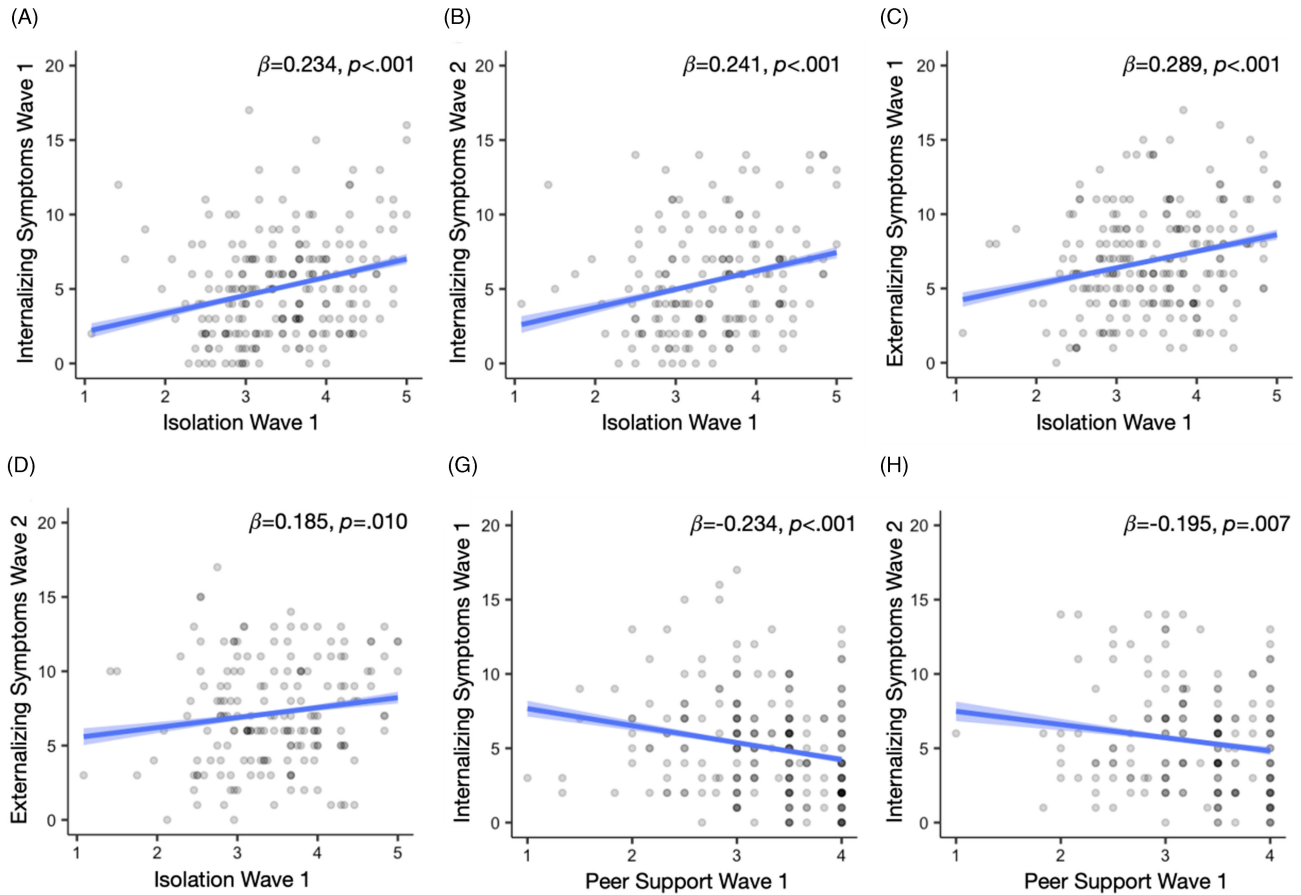 (A)
β=0.234, p<.001
Internalizing Symptoms Wave 1
20
15
10
5
0
1 2 3 4 5
Isolation Wave 1
(B)
β=0.241, p<.001
Internalizing Symptoms Wave 2
20
15
10
5
0
1 2 3 4 5
Isolation Wave 1
(C)
β=0.289, p<.001
Externalizing Symptoms Wave 1
20
15
10
5
0
1 2 3 4 5
Isolation Wave 1
(D)
β=0.185, p=.010
Externalizing Symptoms Wave 2
20
15
10
5
0
1 2 3 4 5
Isolation Wave 1
(G)
β=-0.234, p<.001
Internalizing Symptoms Wave 1
20
15
10
5
0
1 2 3 4
Peer Support Wave 1
(H)
β=-0.195, p=.007
Internalizing Symptoms Wave 2
20
15
10
5
0
1 2 3 4
Peer Support Wave 1